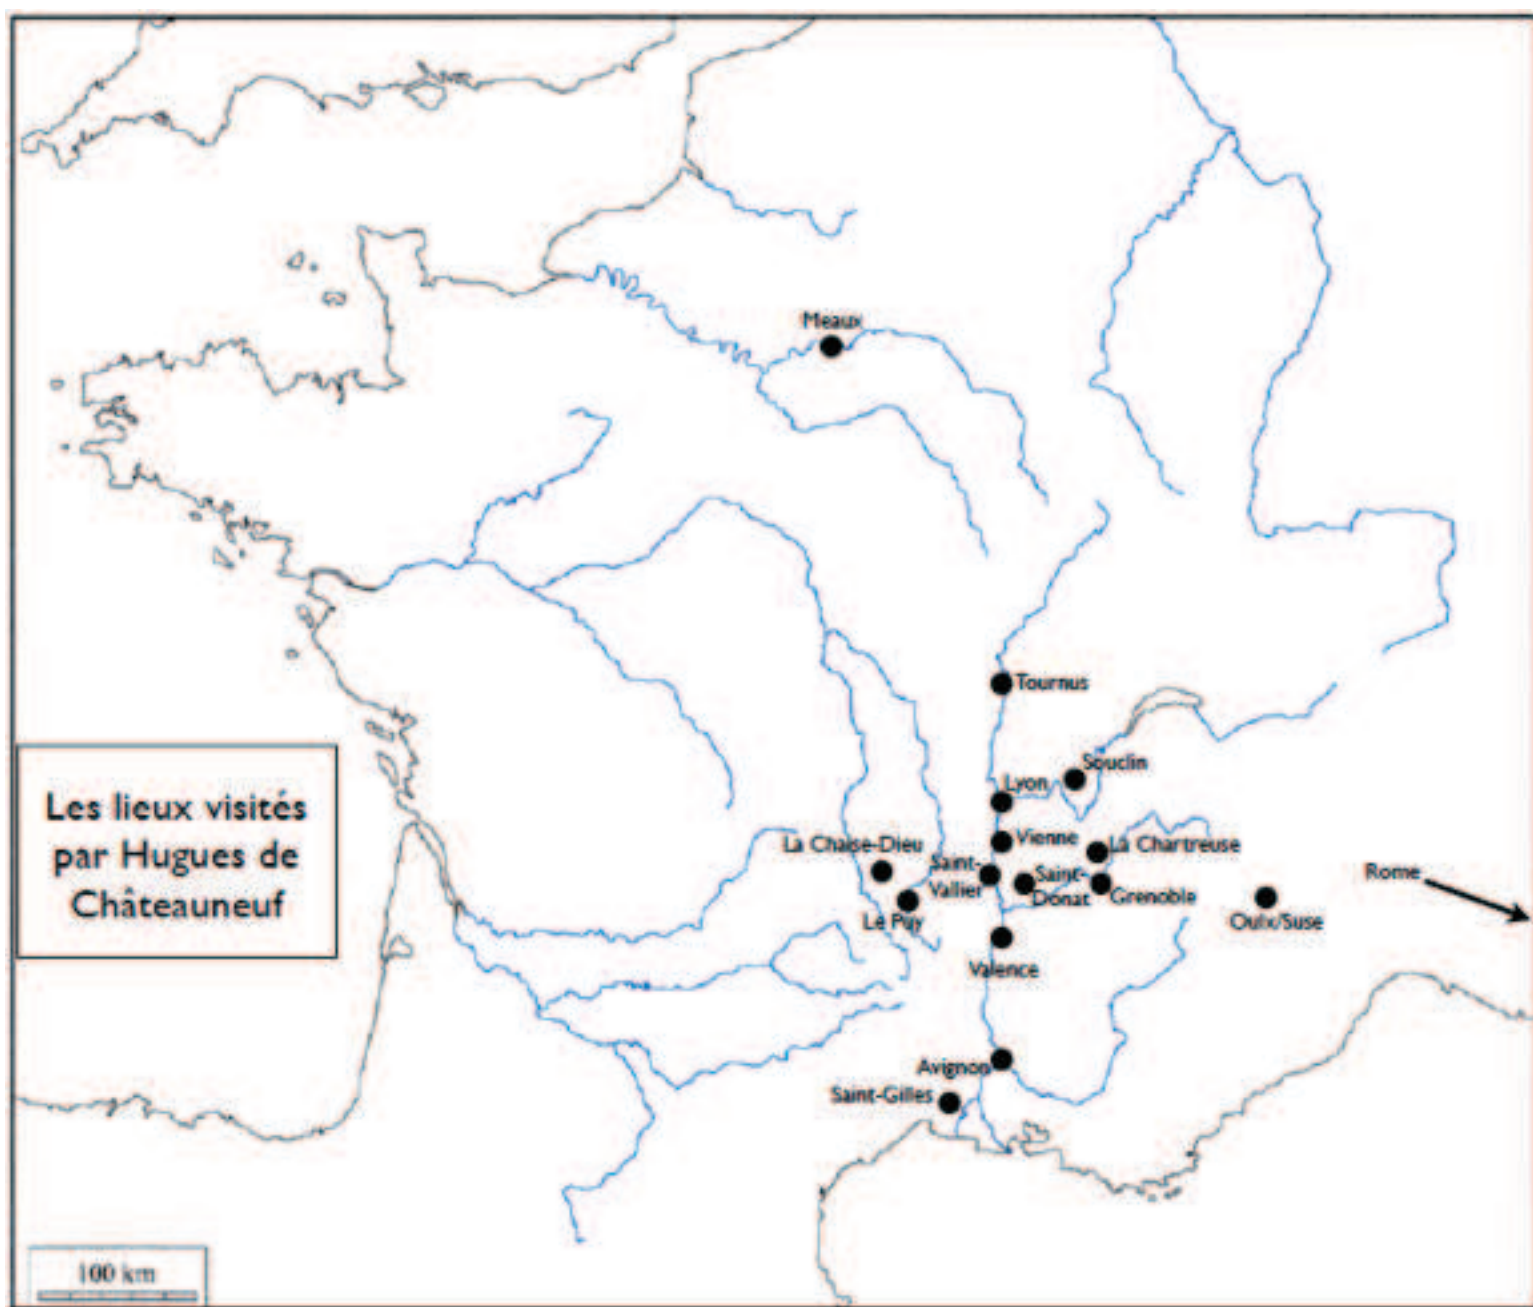 Meaux
Tournus
Souclin
Lyon
Vienne
La Chaise-Dieu
La Chartreuse
Saint-
Vallier
Saint-
Donat
Grenoble
Le Puy
Rome
Oulx/Suse
Valence
Avignon
Saint-Gilles
Les lieux visités
par Hugues de
Châteauneuf
100 km